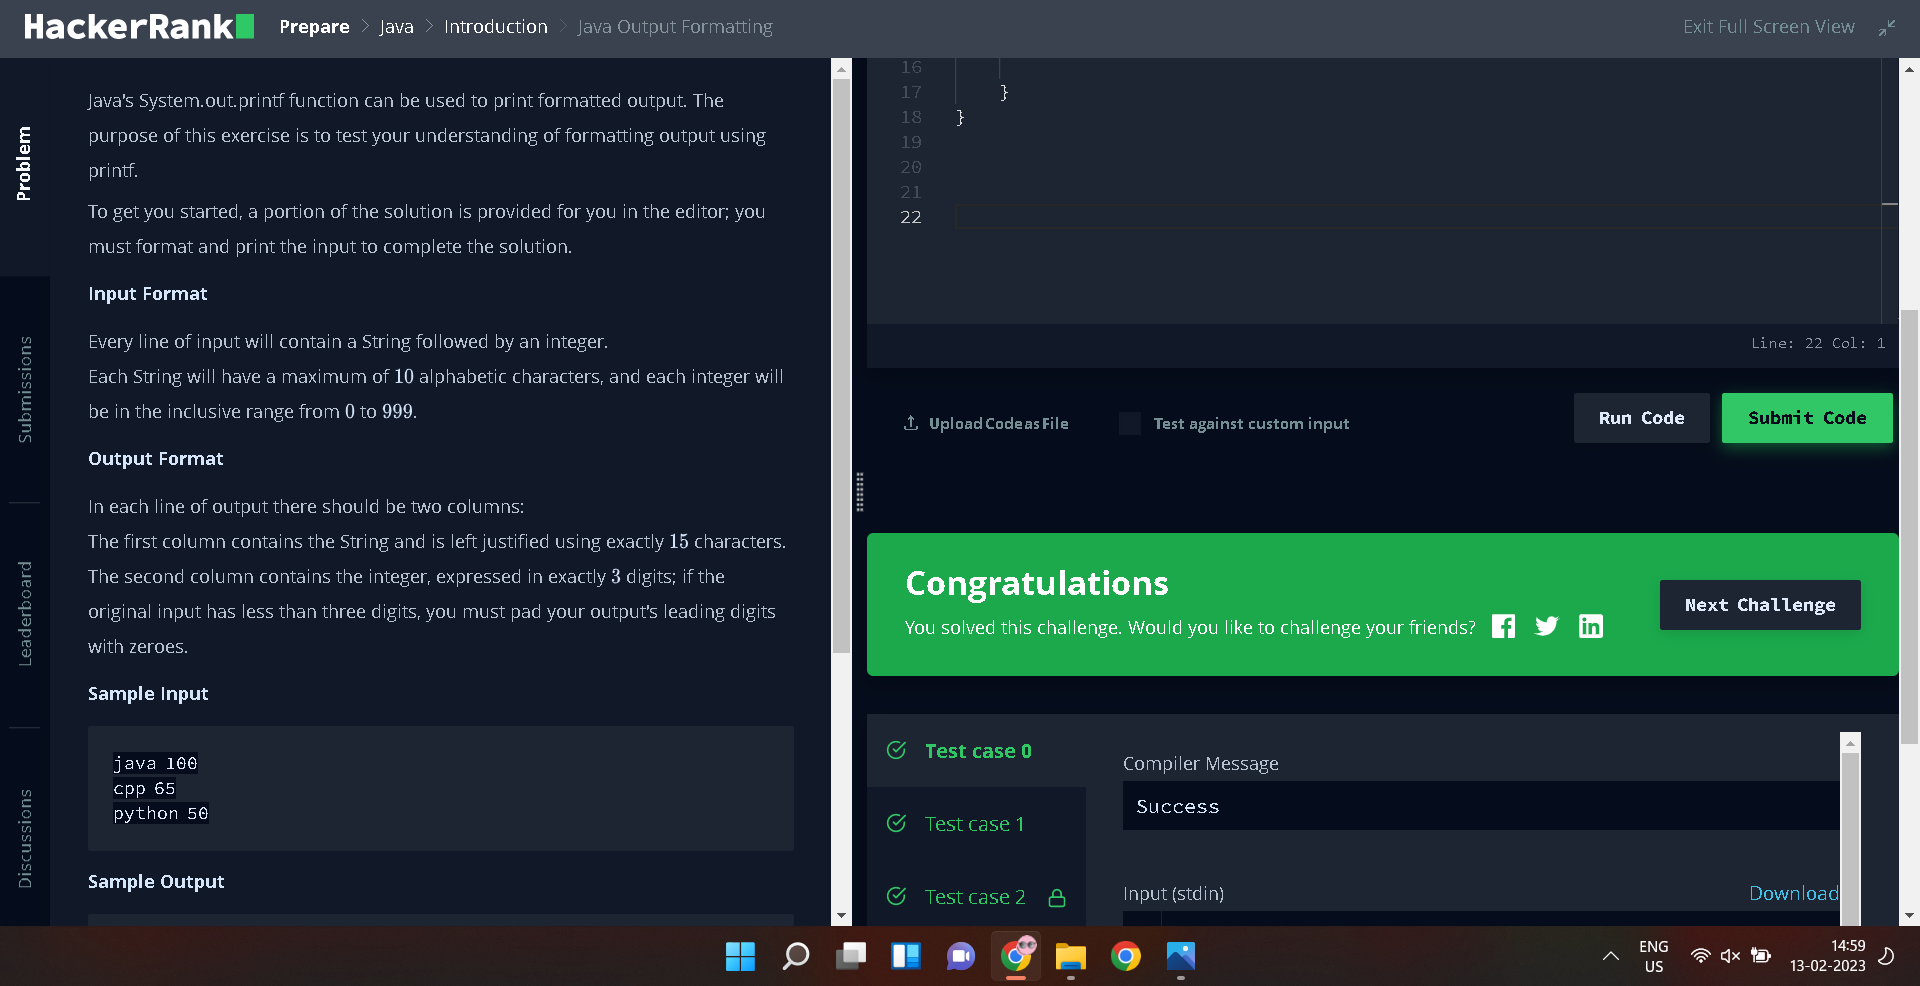 HackerRank
Prepare > Java > Introduction > Java Output Formatting
Exit Full Screen View
Problem
Submissions
Leaderboard
Discussions
Java's System.out.printf function can be used to print formatted output. The
purpose of this exercise is to test your understanding of formatting output using
printf.
To get you started, a portion of the solution is provided for you in the editor; you
must format and print the input to complete the solution.
Input Format
Every line of input will contain a String followed by an integer.
Each String will have a maximum of 10 alphabetic characters, and each integer will
be in the inclusive range from 0 to 999.
Output Format
In each line of output there should be two columns:
The first column contains the String and is left justified using exactly 15 characters.
The second column contains the integer, expressed in exactly 3 digits; if the
original input has less than three digits, you must pad your output's leading digits
with zeroes.
Sample Input
java 100
cpp 65
python 50
Sample Output
16
17 }
18 }
19
20
21
22
Line: 22 Col: 1
Upload Code as File
Test against custom input
Run Code
Submit Code
Congratulations
You solved this challenge. Would you like to challenge your friends?
Next Challenge
Test case 0
Test case 1
Test case 2
Compiler Message
Success
Input (stdin)
Download
ENG
US
14:59
13-02-2023